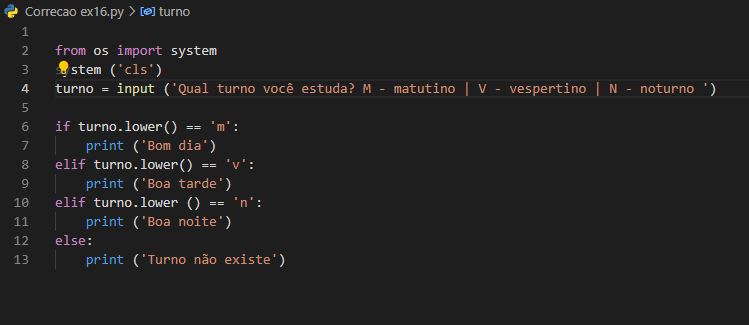 Correcao ex16.py > turno
1
2 from os import system
3 system ('cls')
4 turno = input ('Qual turno você estuda? M - matutino | V - vespertino | N - noturno ')
5
6 if turno.lower() == 'm':
7 print ('Bom dia')
8 elif turno.lower() == 'v':
9 print ('Boa tarde')
10 elif turno.lower () == 'n':
11 print ('Boa noite')
12 else:
13 print ('Turno não existe')